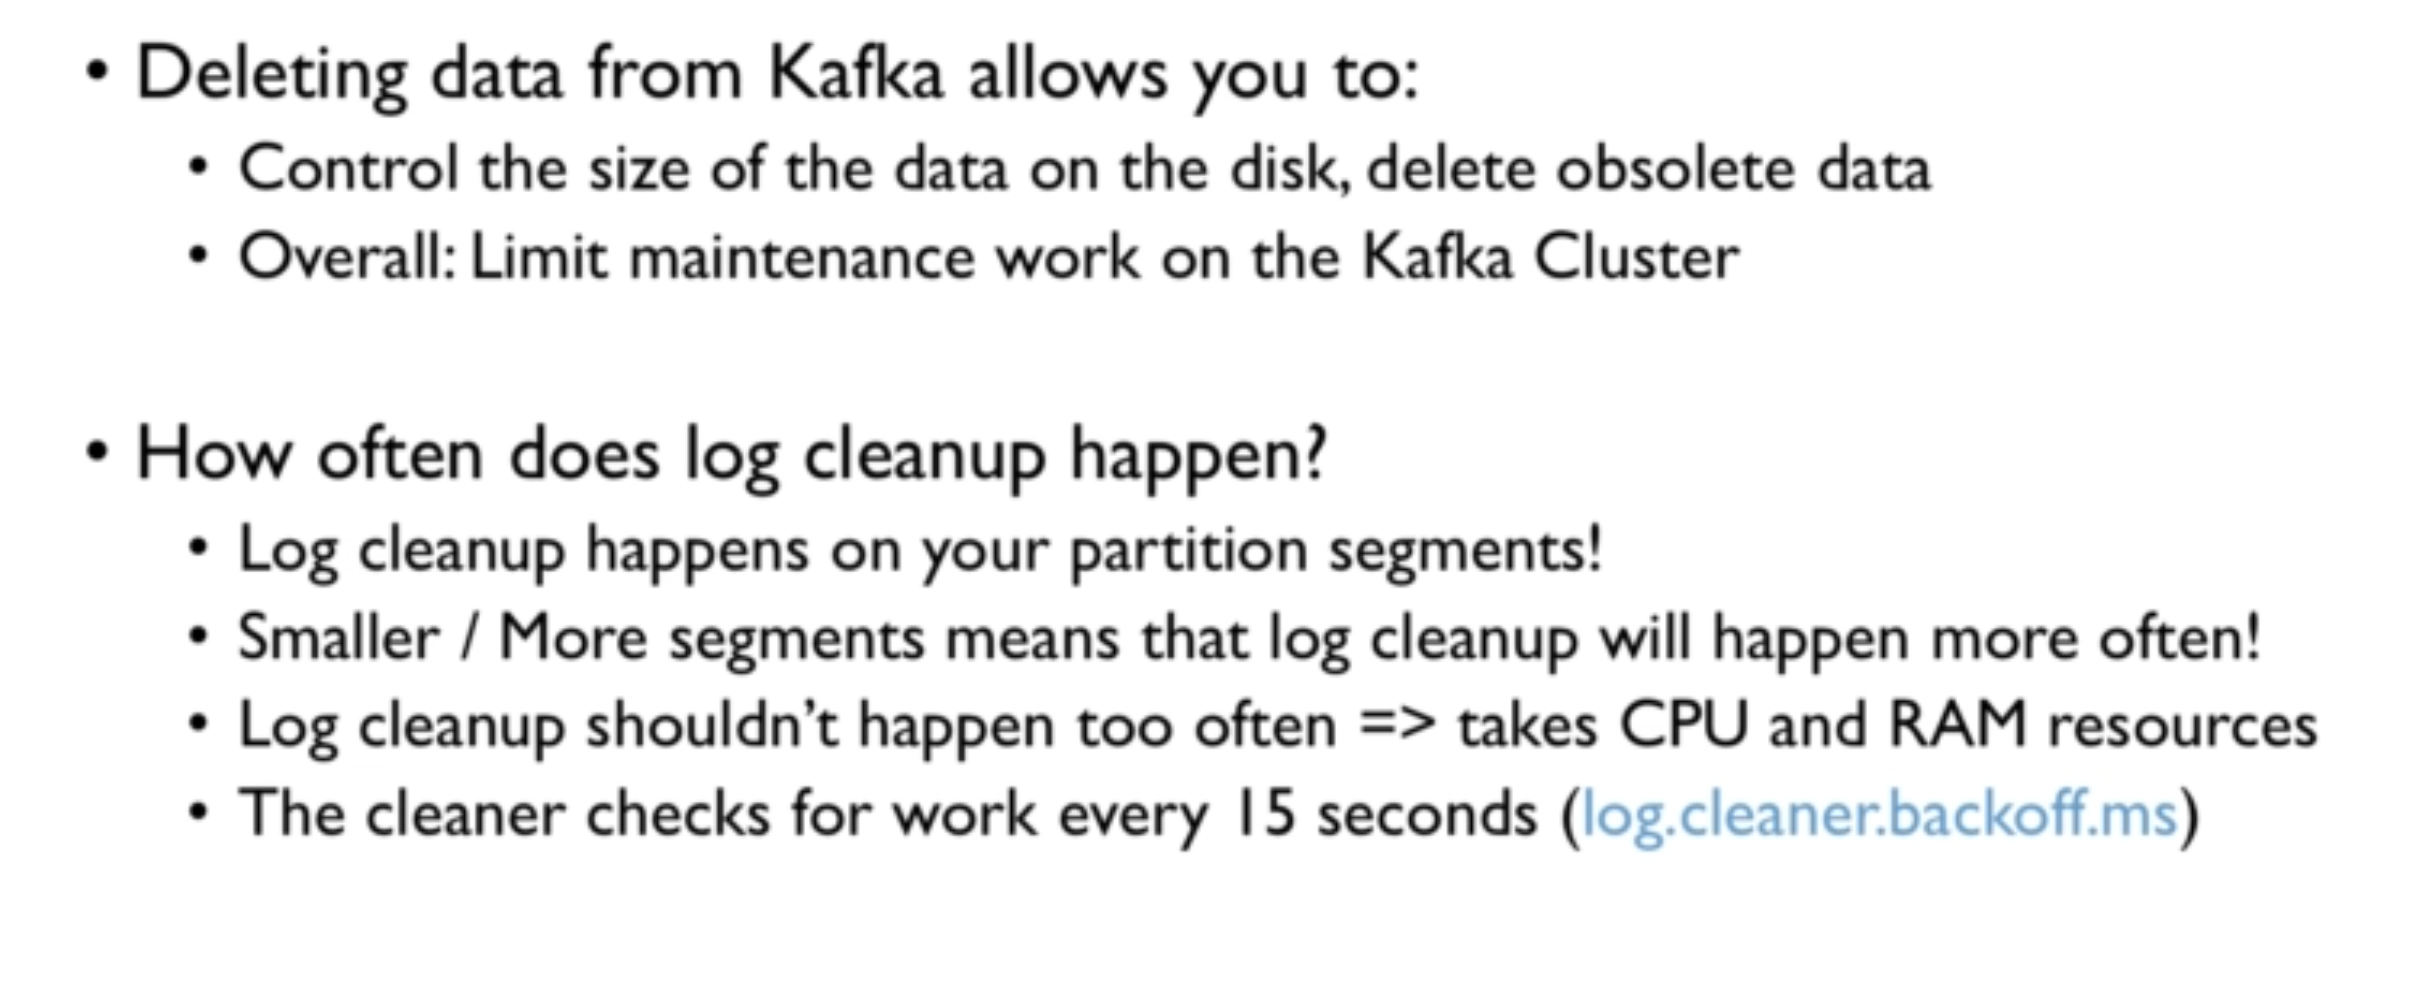 • Deleting data from Kafka allows you to:
• Control the size of the data on the disk, delete obsolete data
• Overall: Limit maintenance work on the Kafka Cluster
• How often does log cleanup happen?
• Log cleanup happens on your partition segments!
• Smaller / More segments means that log cleanup will happen more often!
• Log cleanup shouldn't happen too often => takes CPU and RAM resources
• The cleaner checks for work every 15 seconds (log.cleaner.backoff.ms)